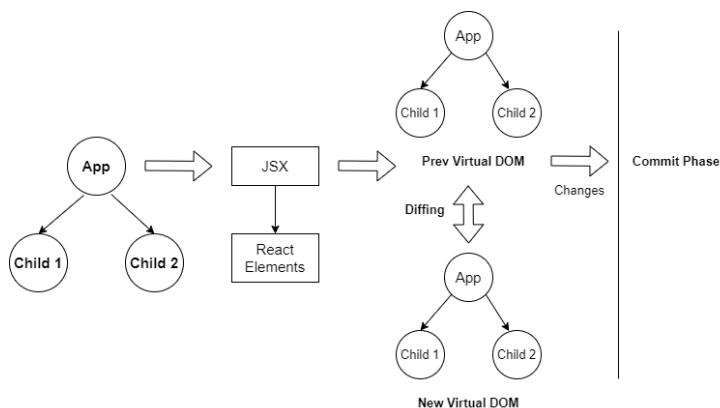 App
Child 1
Child 2
JSX
React
Elements
App
Child 1
Child 2
Prev Virtual DOM
Diffing
App
Child 1
Child 2
New Virtual DOM
Changes
Commit Phase